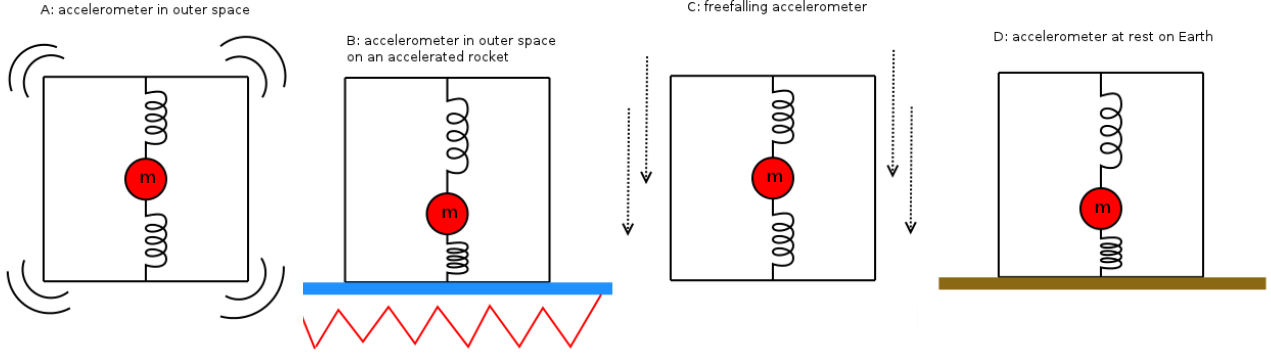 A: accelerometer in outer space
m
B: accelerometer in outer space
on an accelerated rocket
m
C: freefalling accelerometer
m
D: accelerometer at rest on Earth
m